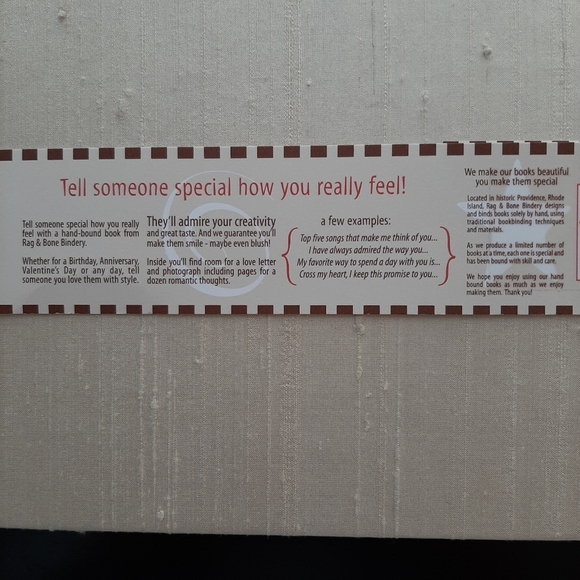 Tell someone special how you really feel!
Tell someone special how you really
feel with a hand-bound book from
Rag & Bone Bindery.
Whether for a Birthday, Anniversary,
Valentine's Day or any day, tell
someone you love them with style.
They'll admire your creativity
and great taste. And we guarantee you'll
make them smile - maybe even blush!
Inside you'll find room for a love letter
and photograph including pages for a
dozen romantic thoughts.
a few examples:
Top five songs that make me think of you...
I have always admired the way you...
My favorite way to spend a day with you is...
Cross my heart, I keep this promise to you...
We make our books beautiful
you make them special
Located in historic Providence, Rhode
Island, Rag & Bone Bindery designs
and binds books solely by hand, using
traditional bookbinding techniques
and materials.
As we produce a limited number of
books at a time, each one is special and
has been bound with skill and care.
We hope you enjoy using our hand
bound books as much as we enjoy
making them. Thank you!